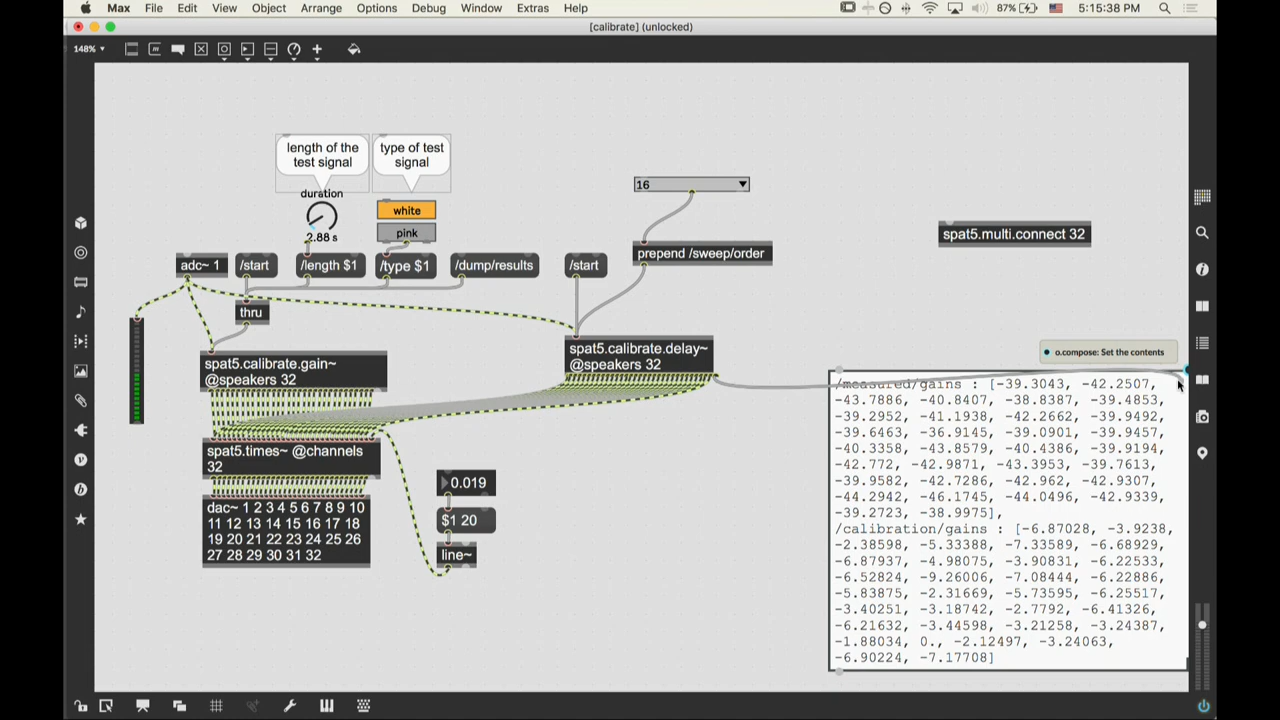 Max File Edit View Object Arrange Options Debug Window Extras Help 87% 5:15:38 PM
[calibrate] (unlocked)
148%
length of the
test signal
type of test
signal
duration
2.88 s
white
pink
16
prepend /sweep/order
spat5.multi.connect 32
adc~ 1
/start
/length $1
/type $1
/dump/results
/start
thru
spat5.calibrate.gain~
@speakers 32
spat5.calibrate.delay~
@speakers 32
o.compose: Set the contents
spat5.times~ @channels
32
0.019
$1 20
line~
dac~ 1 2 3 4 5 6 7 8 9 10
11 12 13 14 15 16 17 18
19 20 21 22 23 24 25 26
27 28 29 30 31 32
/measured/gains : [-39.3043, -42.2507,
-43.7886, -40.8407, -38.8387, -39.4853,
-39.2952, -41.1938, -42.2662, -40.9492,
-39.6463, -36.9145, -39.0901, -39.9457,
-40.3358, -43.8579, -40.4386, -39.9194,
-42.772, -42.9871, -43.3953, -39.7613,
-39.9582, -42.7286, -42.962, -42.9307,
-44.2942, -46.1745, -44.0496, -42.9339,
-39.2723, -38.9975],
/calibration/gains : [-6.87028, -3.9238,
-2.38598, -5.33388, -7.33589, -6.68929,
-6.87937, -4.98075, -3.90831, -6.22533,
-6.52824, -9.26006, -7.08444, -6.22886,
-5.83875, -2.31669, -5.73595, -6.25517,
-3.40251, -3.18742, -2.7792, -6.41326,
-6.21632, -3.44598, -3.21258, -3.24387,
-1.88034, 0., -2.12497, -3.24063,
-6.90224, -7.17708]